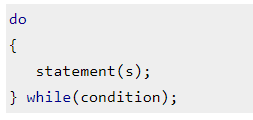 do
{
   statement(s);
} while(condition);